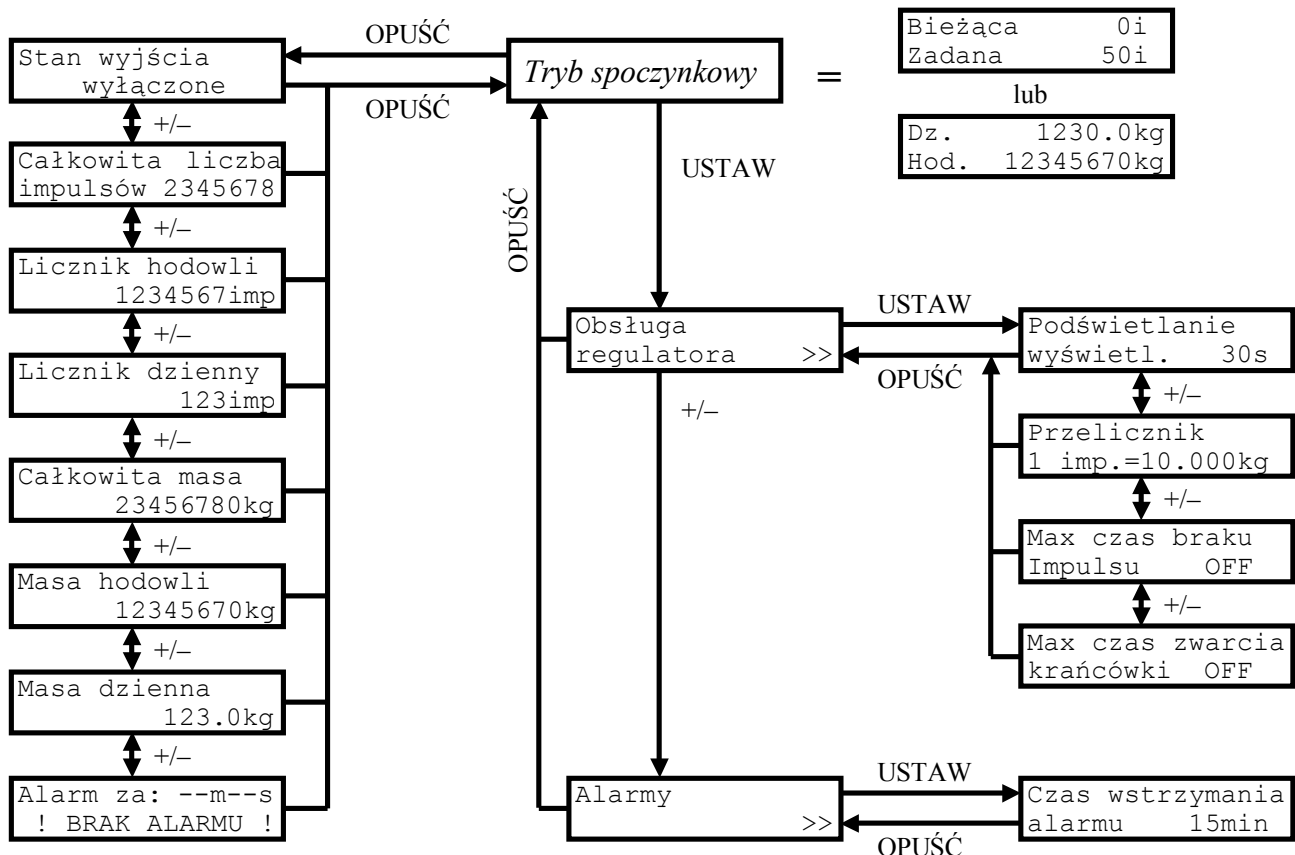 Stan wyjścia
wyłączone
+/–
Całkowita liczba
impulsów 2345678
+/–
Licznik hodowli
1234567imp
+/–
Licznik dzienny
123imp
+/–
Całkowita masa
23456780kg
+/–
Masa hodowli
12345670kg
+/–
Masa dzienna
123.0kg
+/–
Alarm za: --m--s
! BRAK ALARMU !
OPUŚĆ
OPUŚĆ
Tryb spoczynkowy
=
Bieżąca 0i
Zadana 50i
lub
Dz. 1230.0kg
Hod. 12345670kg
USTAW
OPUŚĆ
Obsługa
regulatora >>
USTAW
OPUŚĆ
+/–
Podświetlanie
wyświetl. 30s
+/–
Przelicznik
1 imp.=10.000kg
+/–
Max czas braku
Impulsu OFF
+/–
Max czas zwarcia
krańcówki OFF
Alarmy
>>
USTAW
OPUŚĆ
Czas wstrzymania
alarmu 15min